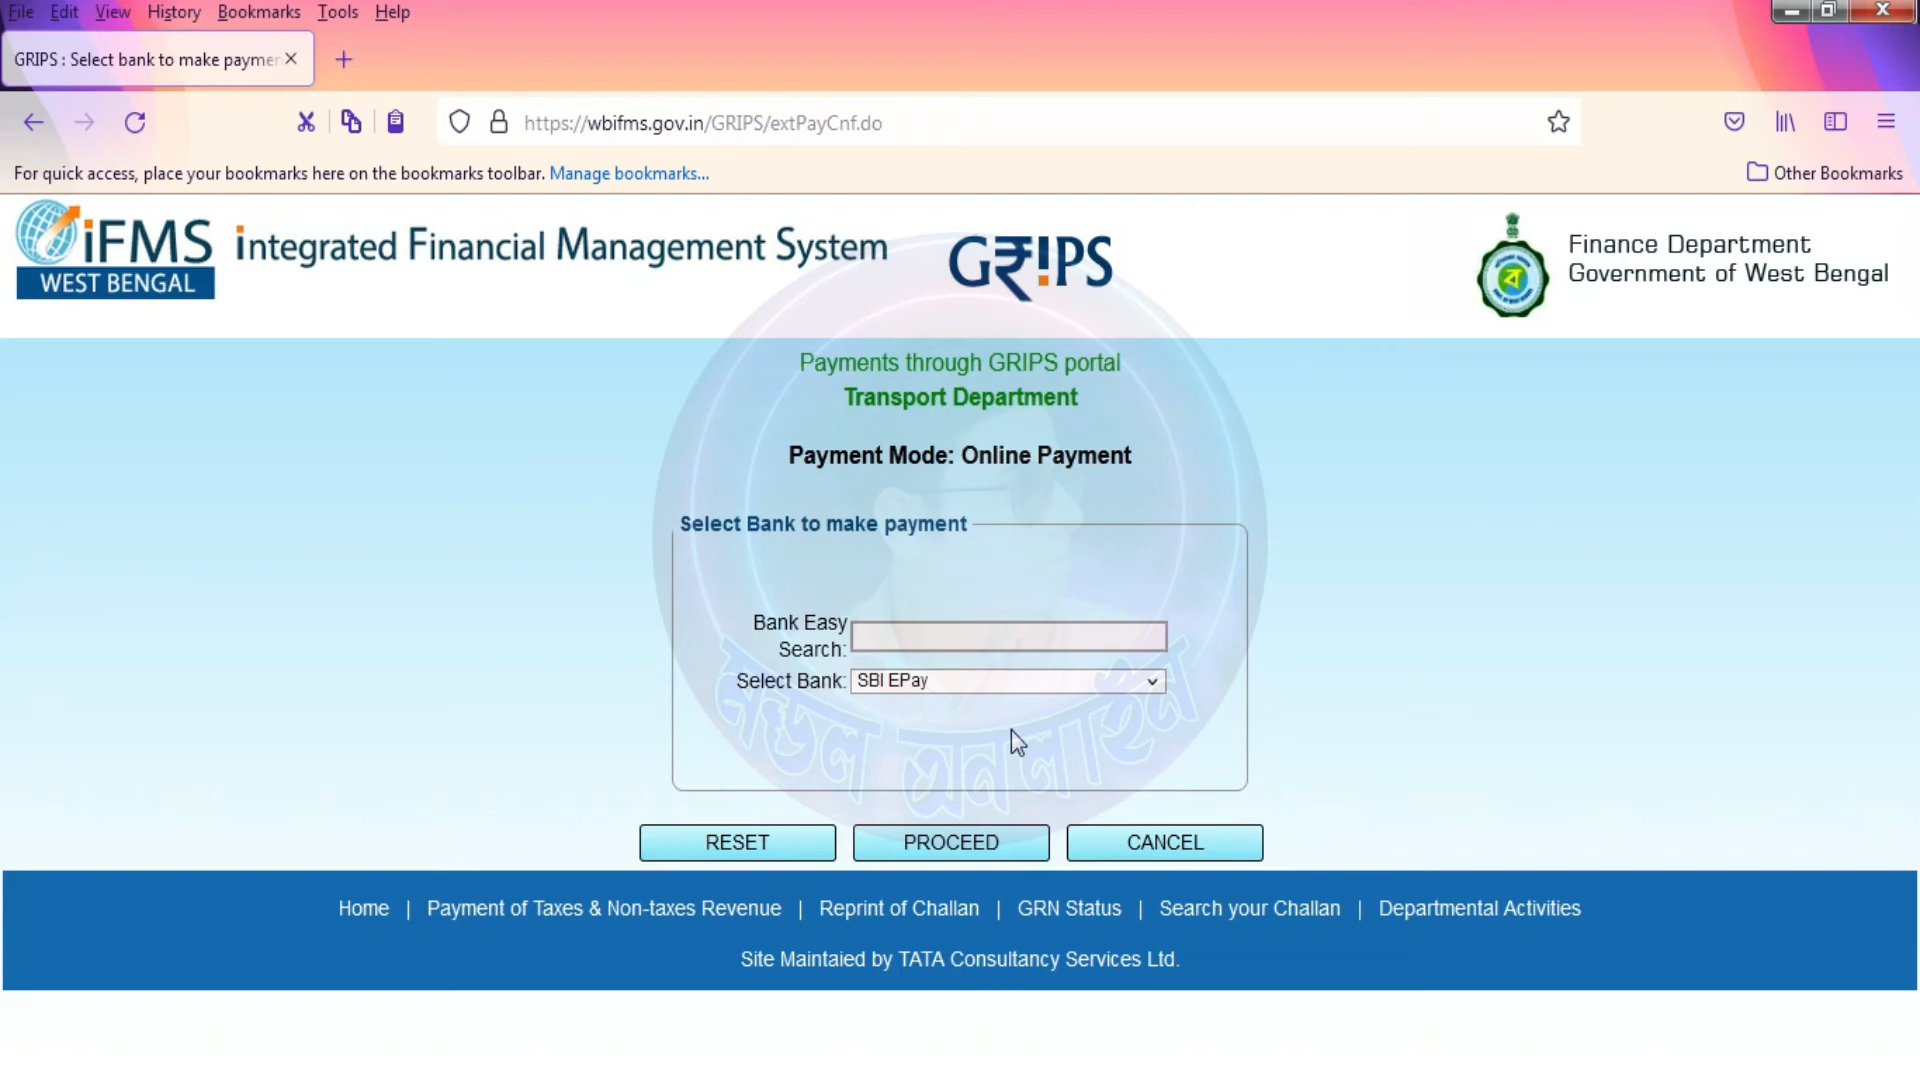 File Edit View History Bookmarks Tools Help
GRIPS : Select bank to make paymen
https://wbifms.gov.in/GRIPS/extPayCnf.do
For quick access, place your bookmarks here on the bookmarks toolbar. Manage bookmarks...
Other Bookmarks
iFMS
WEST BENGAL
integrated Financial Management System
GRIPS
Finance Department
Government of West Bengal
Payments through GRIPS portal
Transport Department
Payment Mode: Online Payment
Select Bank to make payment
Bank Easy
Search:
Select Bank: SBI EPay
মন্ডল অনলাইন
RESET PROCEED CANCEL
Home | Payment of Taxes & Non-taxes Revenue | Reprint of Challan | GRN Status | Search your Challan | Departmental Activities
Site Maintaied by TATA Consultancy Services Ltd.